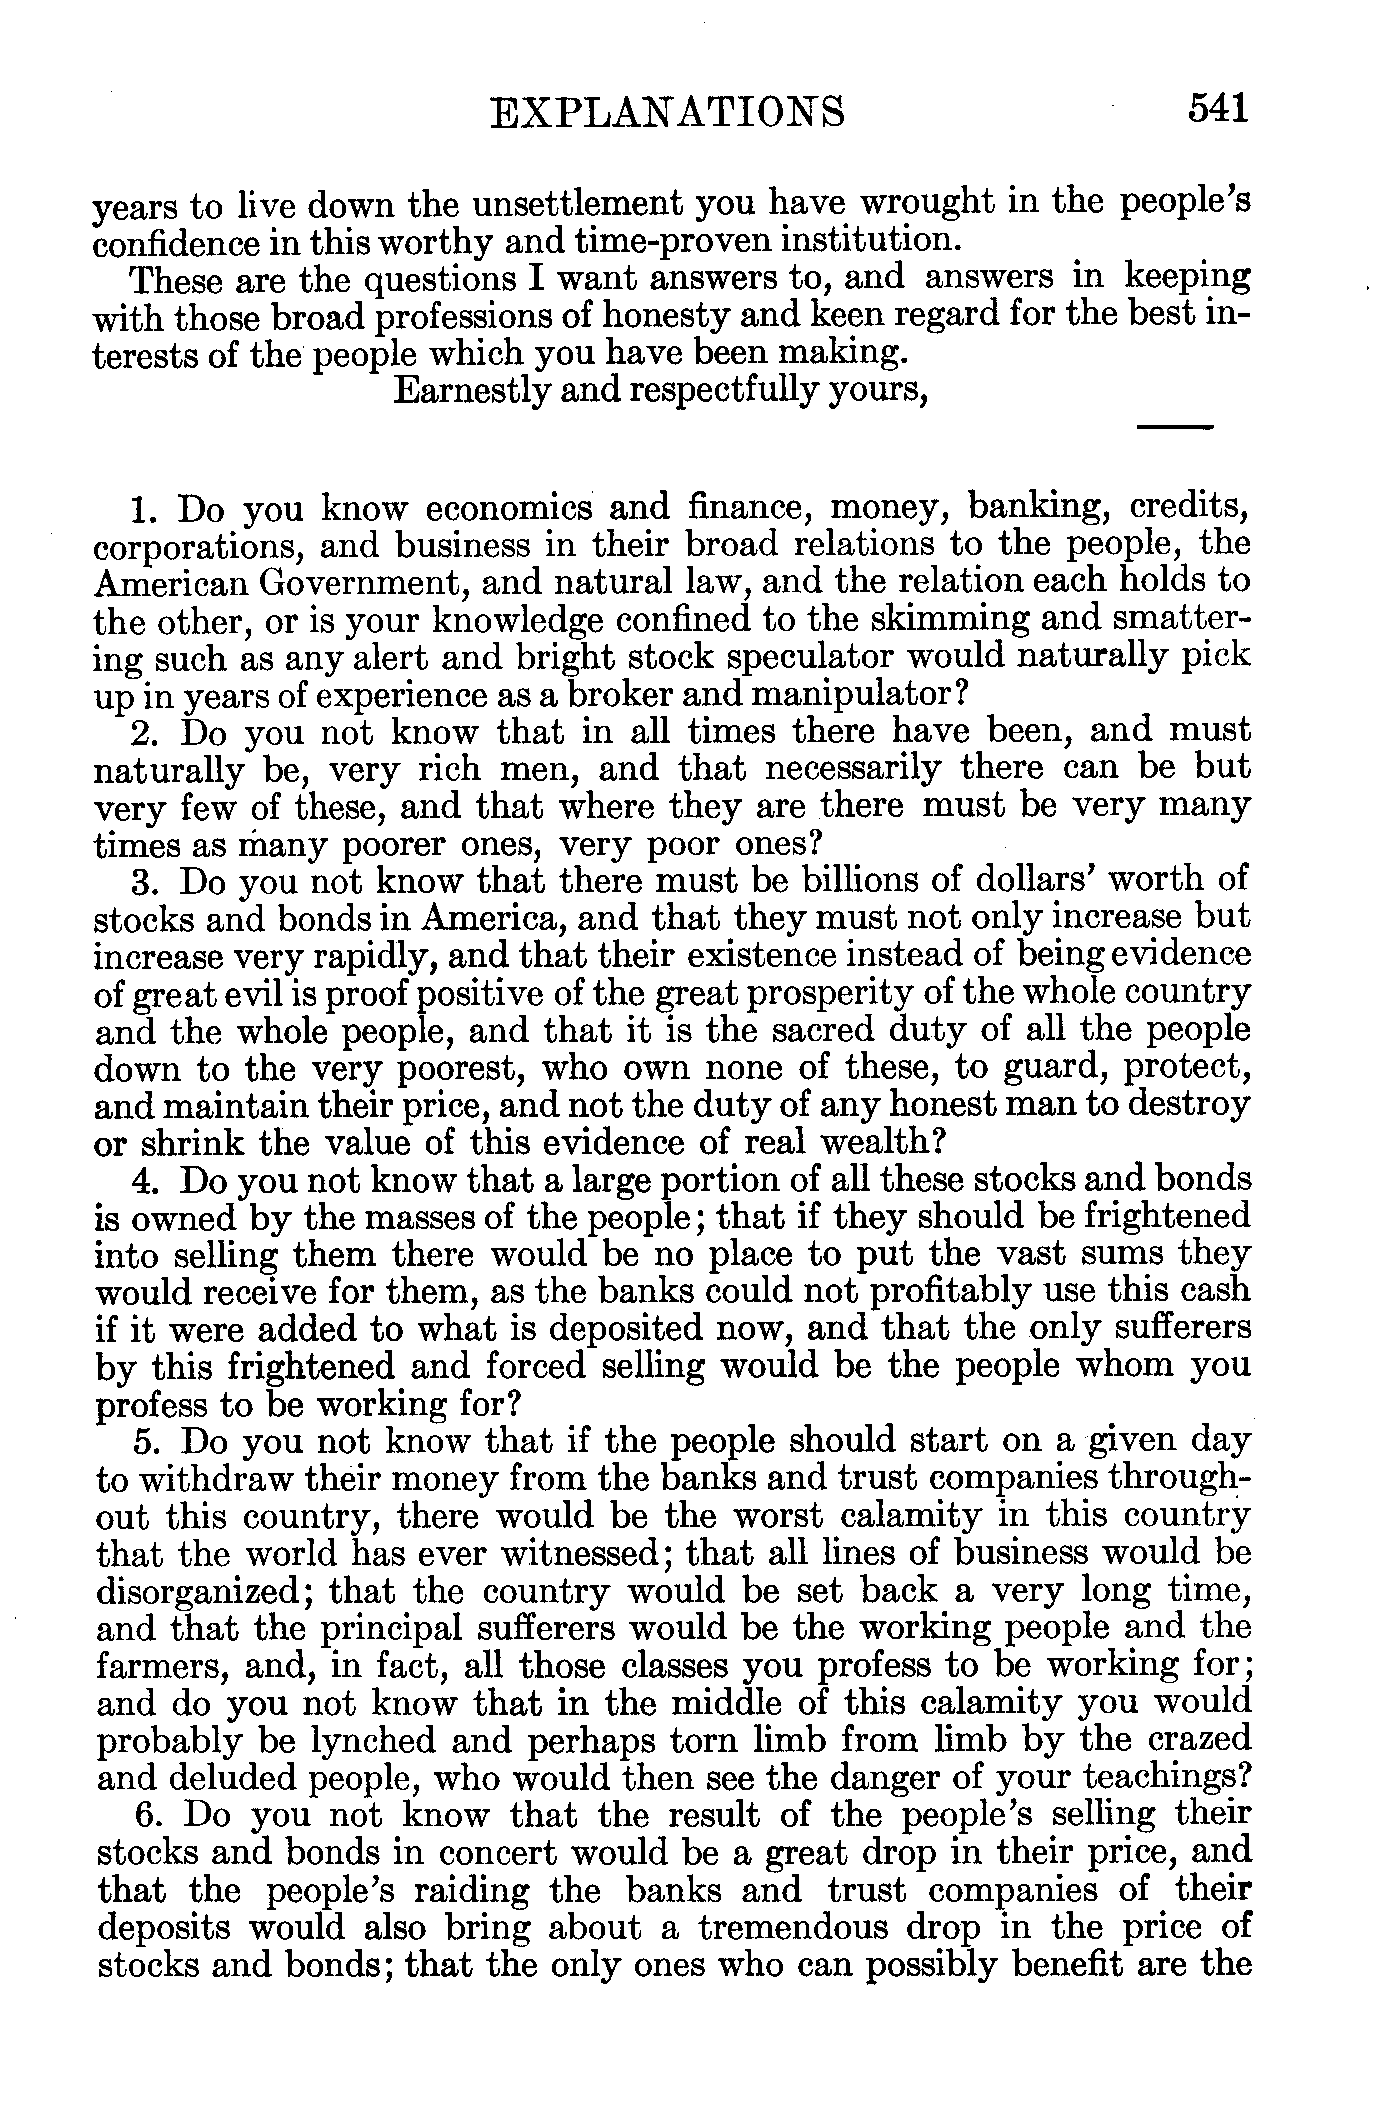 EXPLANATIONS 541
years to live down the unsettlement you have wrought in the people's
confidence in this worthy and time-proven institution.
These are the questions I want answers to, and answers in keeping
with those broad professions of honesty and keen regard for the best in-
terests of the people which you have been making.
Earnestly and respectfully yours,
1. Do you know economics and finance, money, banking, credits,
corporations, and business in their broad relations to the people, the
American Government, and natural law, and the relation each holds to
the other, or is your knowledge confined to the skimming and smatter-
ing such as any alert and bright stock speculator would naturally pick
up in years of experience as a broker and manipulator?
2. Do you not know that in all times there have been, and must
naturally be, very rich men, and that necessarily there can be but
very few of these, and that where they are there must be very many
times as many poorer ones, very poor ones?
3. Do you not know that there must be billions of dollars' worth of
stocks and bonds in America, and that they must not only increase but
increase very rapidly, and that their existence instead of being evidence
of great evil is proof positive of the great prosperity of the whole country
and the whole people, and that it is the sacred duty of all the people
down to the very poorest, who own none of these, to guard, protect,
and maintain their price, and not the duty of any honest man to destroy
or shrink the value of this evidence of real wealth?
4. Do you not know that a large portion of all these stocks and bonds
is owned by the masses of the people; that if they should be frightened
into selling them there would be no place to put the vast sums they
would receive for them, as the banks could not profitably use this cash
if it were added to what is deposited now, and that the only sufferers
by this frightened and forced selling would be the people whom you
profess to be working for?
5. Do you not know that if the people should start on a given day
to withdraw their money from the banks and trust companies through-
out this country, there would be the worst calamity in this country
that the world has ever witnessed; that all lines of business would be
disorganized; that the country would be set back a very long time,
and that the principal sufferers would be the working people and the
farmers, and, in fact, all those classes you profess to be working for;
and do you not know that in the middle of this calamity you would
probably be lynched and perhaps torn limb from limb by the crazed
and deluded people, who would then see the danger of your teachings?
6. Do you not know that the result of the people's selling their
stocks and bonds in concert would be a great drop in their price, and
that the people's raiding the banks and trust companies of their
deposits would also bring about a tremendous drop in the price of
stocks and bonds; that the only ones who can possibly benefit are the